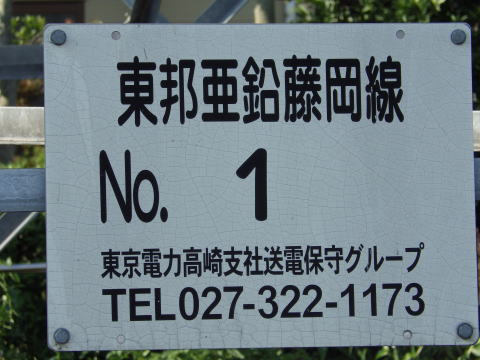 東邦亜鉛藤岡線
No. 1
東京電力高崎支社送電保守グループ
TEL027-322-1173